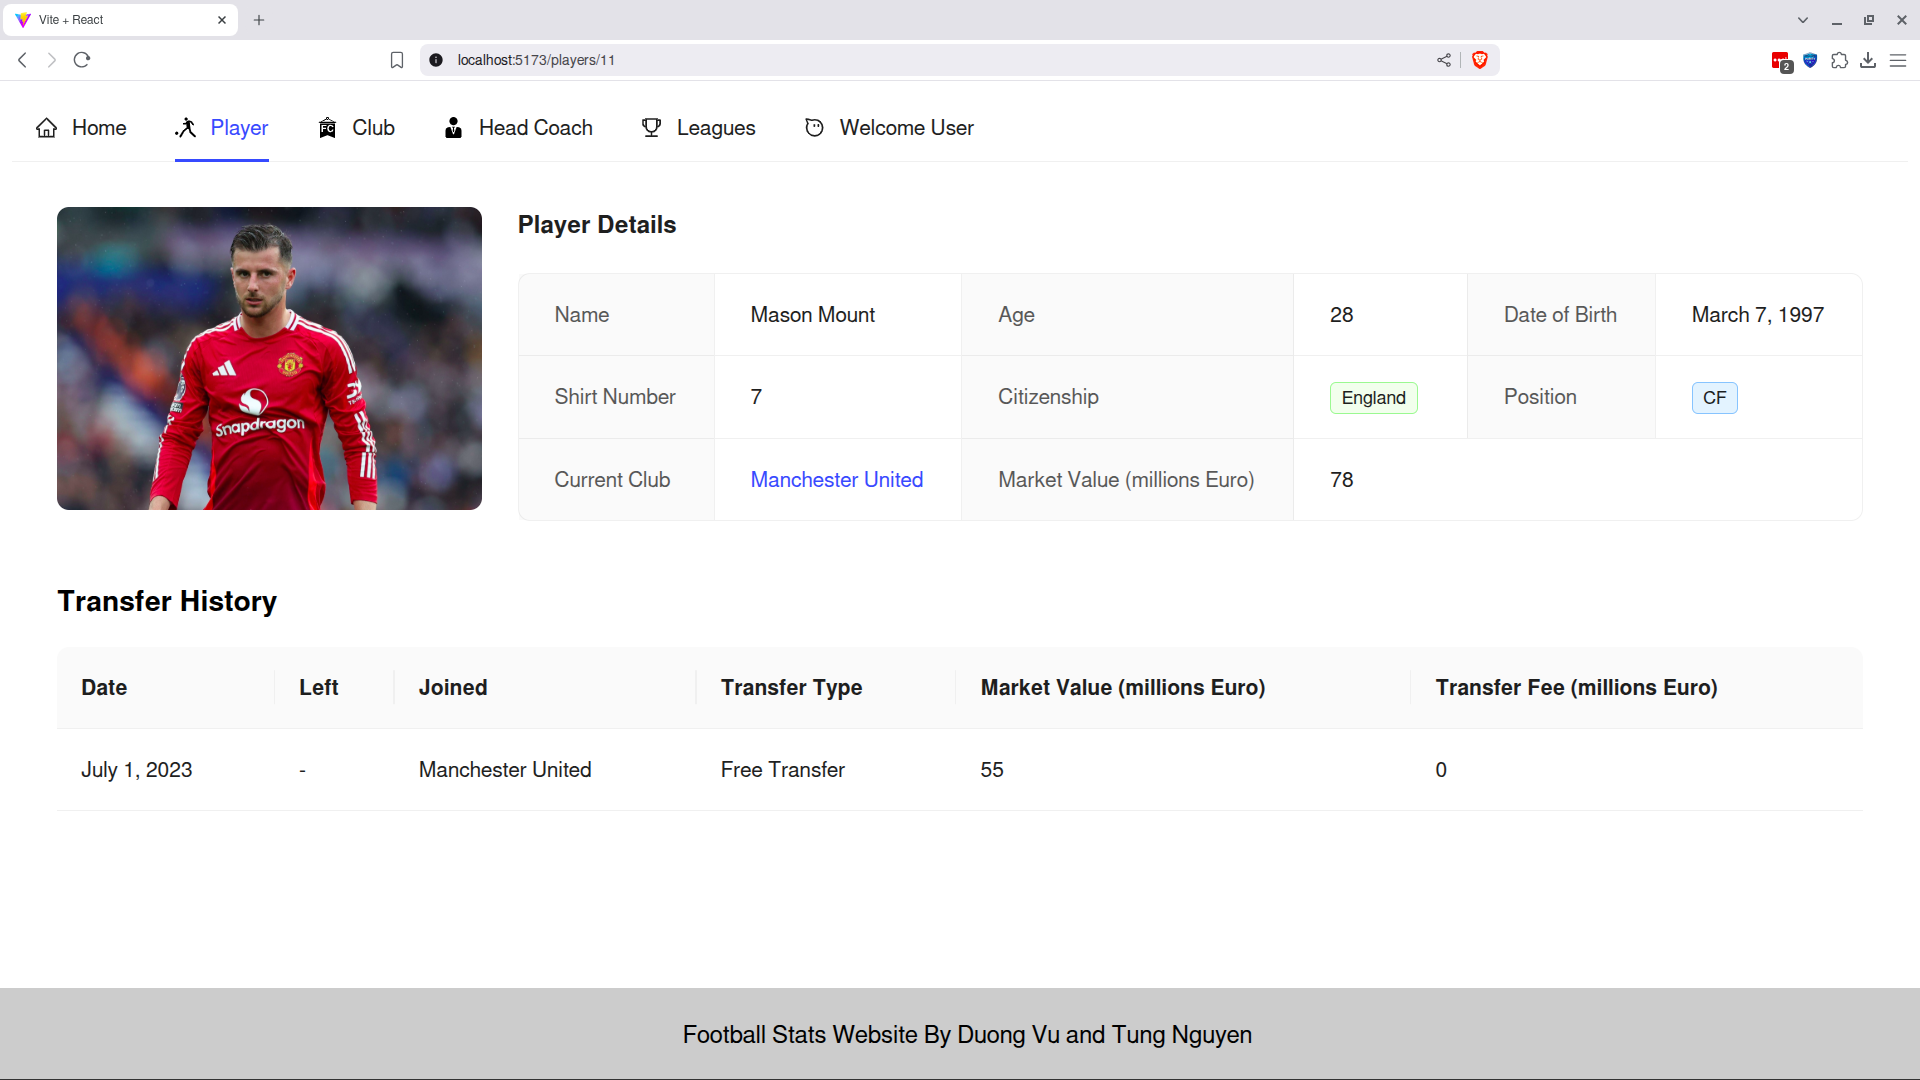 Vite + React
localhost:5173/players/11
2
Home
Player
FC
Club
Head Coach
Leagues
Welcome User
Snapdragon
Player Details
Name Mason Mount Age 28 Date of Birth March 7, 1997
Shirt Number 7 Citizenship England Position CF
Current Club Manchester United Market Value (millions Euro) 78
Transfer History
Date Left Joined Transfer Type Market Value (millions Euro) Transfer Fee (millions Euro)
July 1, 2023 - Manchester United Free Transfer 55 0
Football Stats Website By Duong Vu and Tung Nguyen